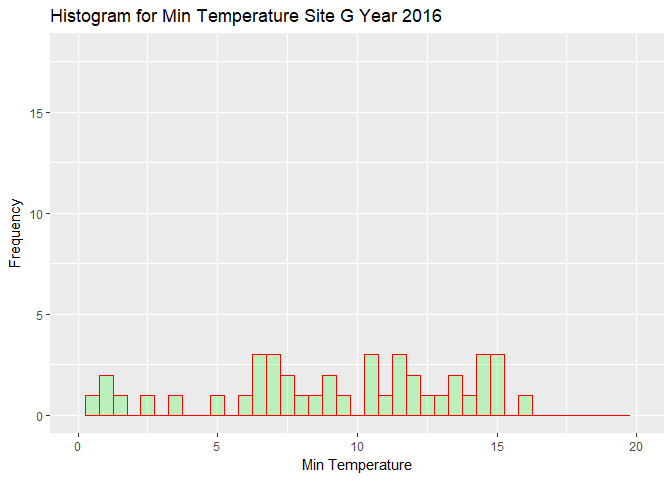 Histogram for Min Temperature Site G Year 2016
Frequency
15
10
5
0
0 5 10 15 20
Min Temperature